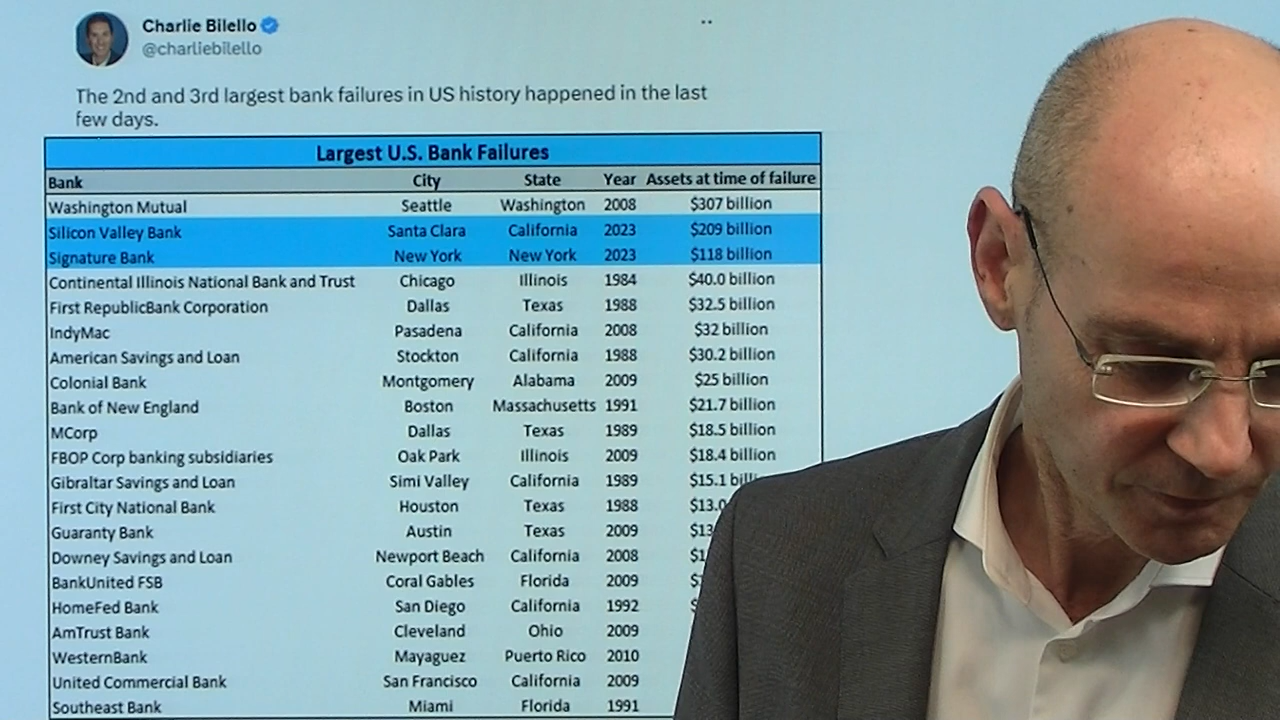 Charlie Bilello
@charliebilello
The 2nd and 3rd largest bank failures in US history happened in the last
few days.
Largest U.S. Bank Failures
Bank City State Year Assets at time of failure
Washington Mutual Seattle Washington 2008 $307 billion
Silicon Valley Bank Santa Clara California 2023 $209 billion
Signature Bank New York New York 2023 $118 billion
Continental Illinois National Bank and Trust Chicago Illinois 1984 $40.0 billion
First RepublicBank Corporation Dallas Texas 1988 $32.5 billion
IndyMac Pasadena California 2008 $32 billion
American Savings and Loan Stockton California 1988 $30.2 billion
Colonial Bank Montgomery Alabama 2009 $25 billion
Bank of New England Boston Massachusetts 1991 $21.7 billion
MCorp Dallas Texas 1989 $18.5 billion
FBOP Corp banking subsidiaries Oak Park Illinois 2009 $18.4 billion
Gibraltar Savings and Loan Simi Valley California 1989 $15.1
First City National Bank Houston Texas 1988
Guaranty Bank Austin Texas 2009
Downey Savings and Loan Newport Beach California 2008
BankUnited FSB Coral Gables Florida 2009
HomeFed Bank San Diego California 1992
AmTrust Bank Cleveland Ohio 2009
WesternBank Mayaguez Puerto Rico 2010
United Commercial Bank San Francisco California 2009
Southeast Bank Miami Florida 1991